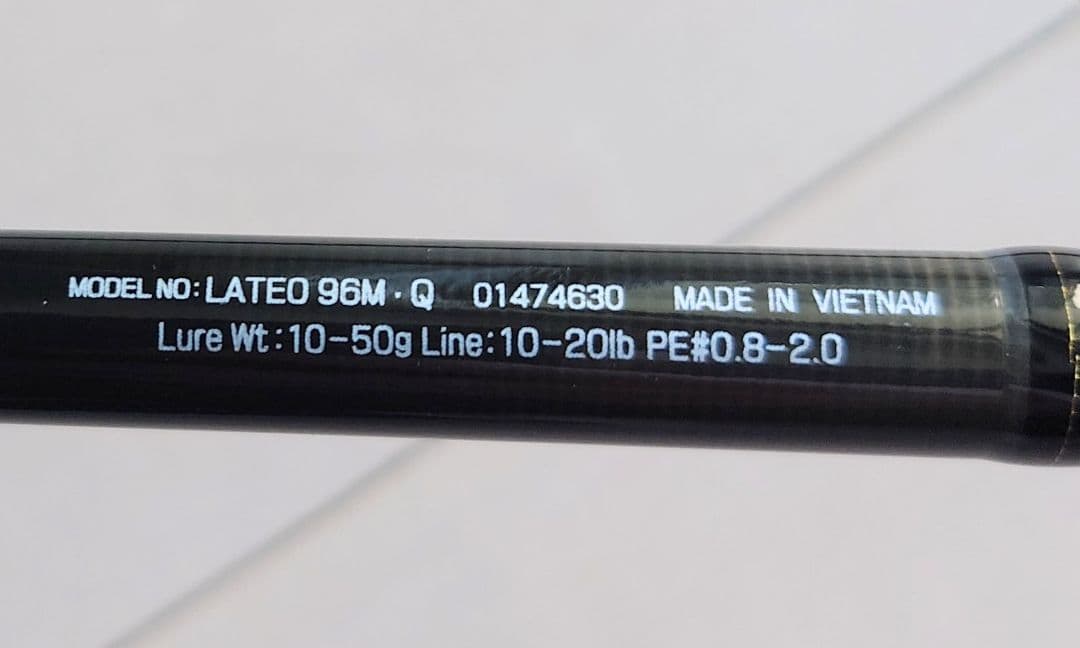 MODEL NO: LATEO 96M · Q 01474630 MADE IN VIETNAM
Lure Wt:10-50g Line:10-20lb PE#0.8-2.0